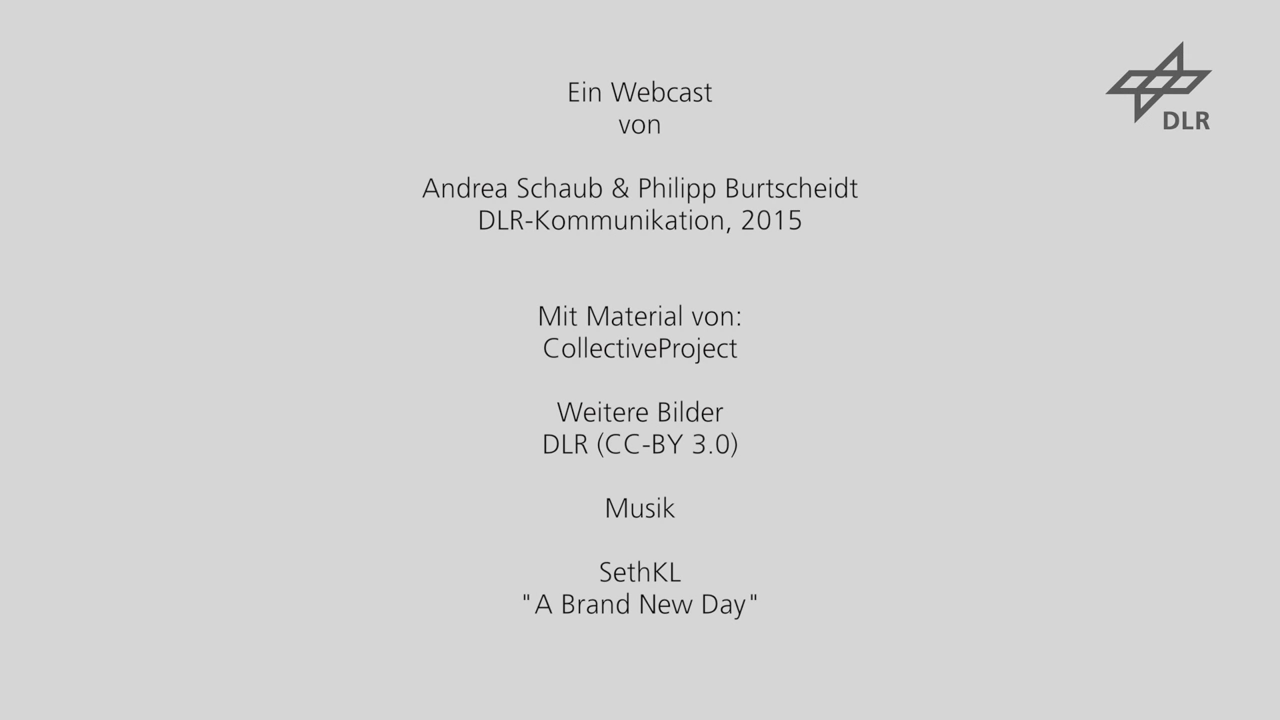 Ein Webcast
von
Andrea Schaub & Philipp Burtscheidt
DLR-Kommunikation, 2015
Mit Material von:
CollectiveProject
Weitere Bilder
DLR (CC-BY 3.0)
Musik
SethKL
"A Brand New Day"
DLR